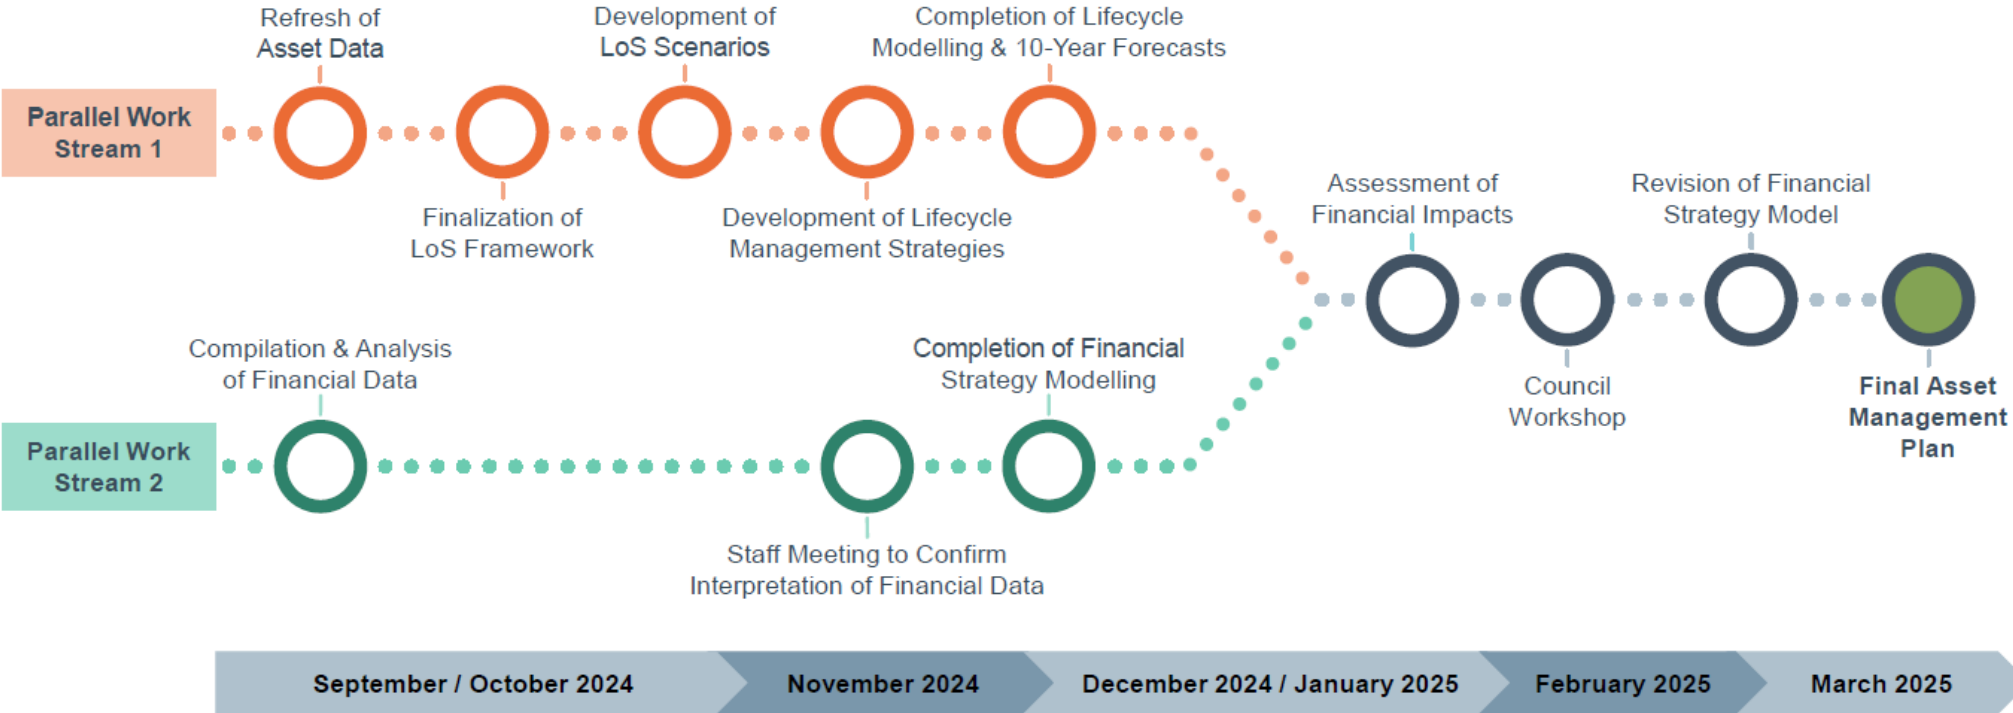 Refresh of
Asset Data
Development of
LoS Scenarios
Completion of Lifecycle
Modelling & 10-Year Forecasts
Parallel Work
Stream 1
Finalization of
LoS Framework
Development of Lifecycle
Management Strategies
Assessment of
Financial Impacts
Revision of Financial
Strategy Model
Council
Workshop
Final Asset
Management
Plan
Compilation & Analysis
of Financial Data
Completion of Financial
Strategy Modelling
Parallel Work
Stream 2
Staff Meeting to Confirm
Interpretation of Financial Data
September / October 2024
November 2024
December 2024 / January 2025
February 2025
March 2025